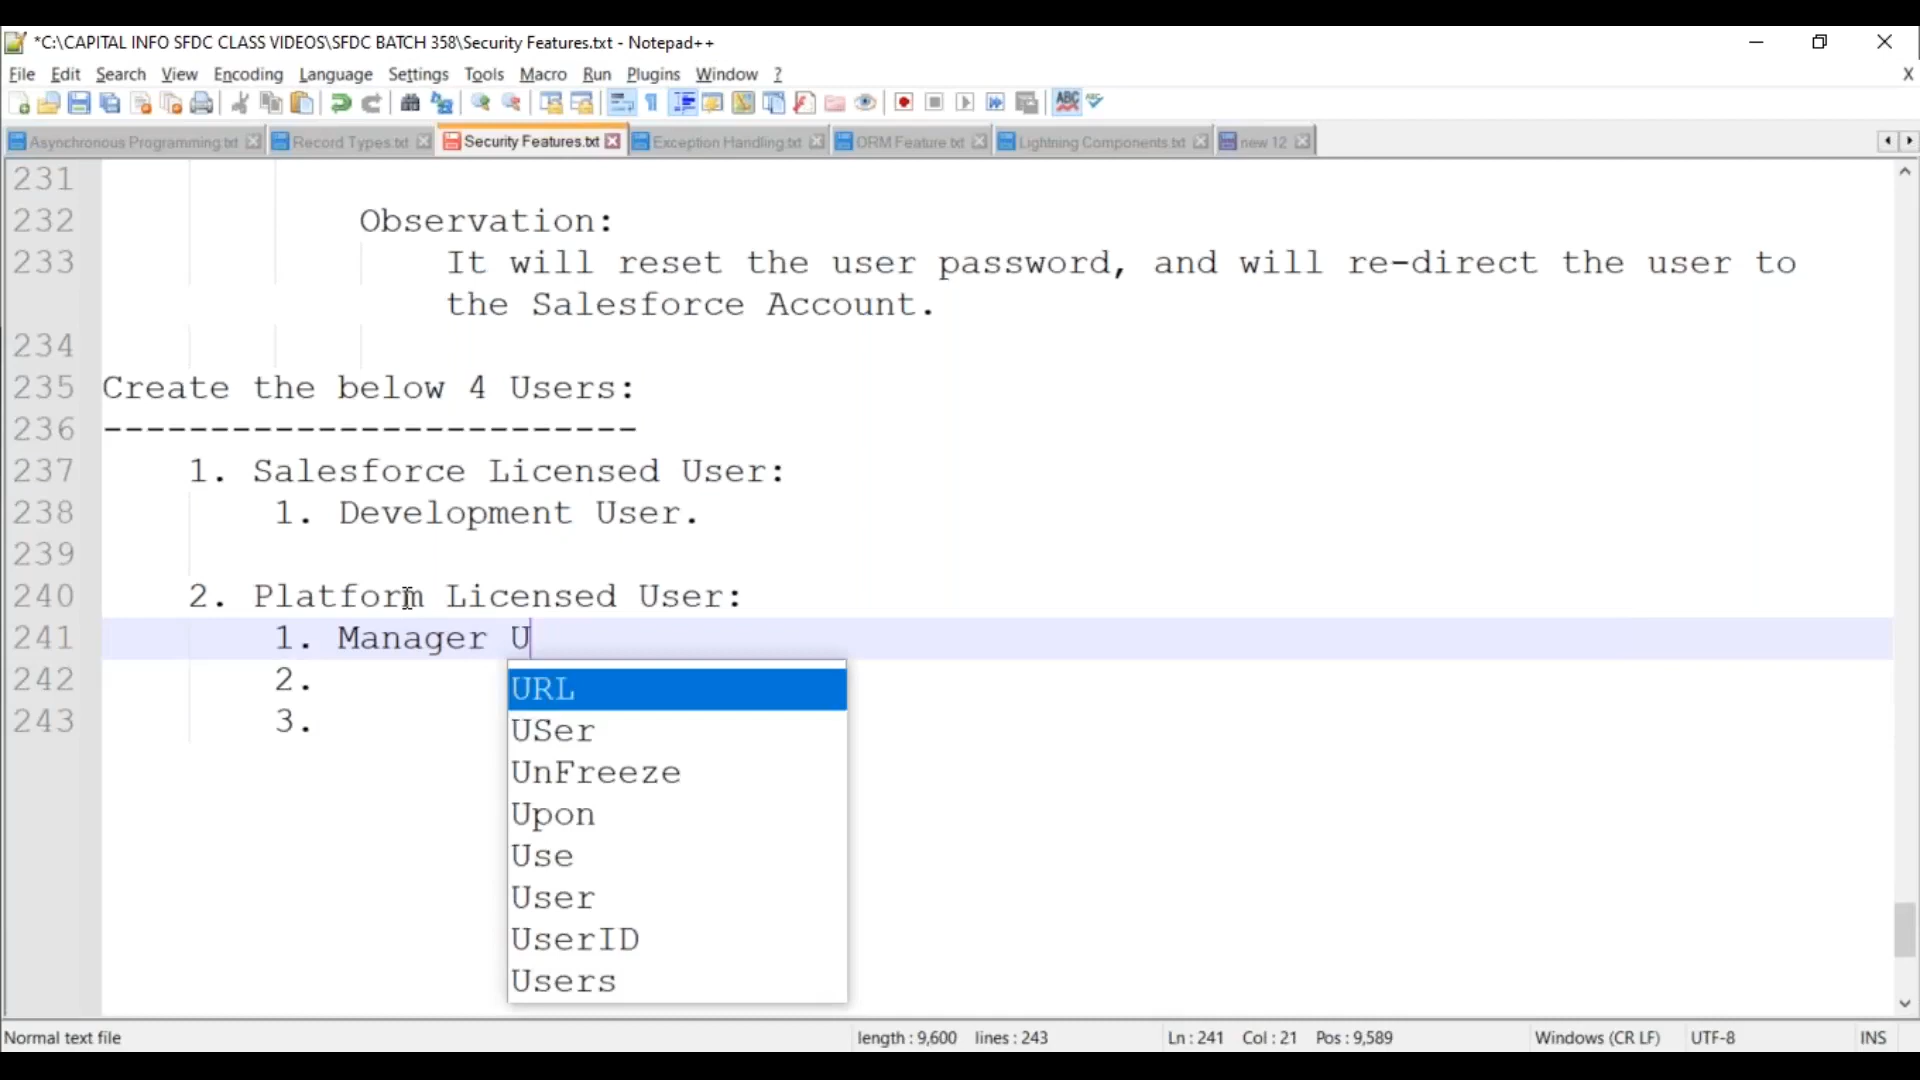 *C:\CAPITAL INFO SFDC CLASS VIDEOS\SFDC BATCH 358\Security Features.txt - Notepad++
File Edit Search View Encoding Language Settings Tools Macro Run Plugins Window ? X
Asynchronous Programming.txt Record Types.txt Security Features.txt Exception Handling.txt ORM Feature.txt Lightning Components.txt new 12
231
232 Observation:
233 It will reset the user password, and will re-direct the user to
the Salesforce Account.
234
235 Create the below 4 Users:
236 -------------------------
237 1. Salesforce Licensed User:
238 1. Development User.
239
240 2. Platform Licensed User:
241 1. Manager U
242 2.
243 3.
URL
USer
UnFreeze
Upon
Use
User
UserID
Users
Normal text file length : 9,600 lines : 243 Ln : 241 Col : 21 Pos : 9,589 Windows (CR LF) UTF-8 INS